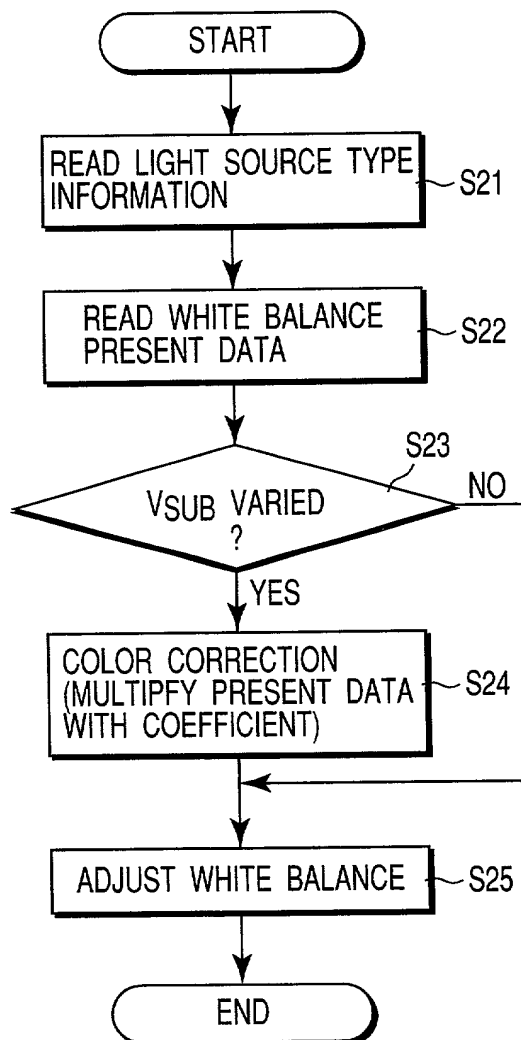 START
READ LIGHT SOURCE TYPE
INFORMATION
S21
READ WHITE BALANCE
PRESENT DATA
S22
S23
VSUB VARIED
?
NO
YES
COLOR CORRECTION
(MULTIPFY PRESENT DATA
WITH COEFFICIENT)
S24
ADJUST WHITE BALANCE
S25
END